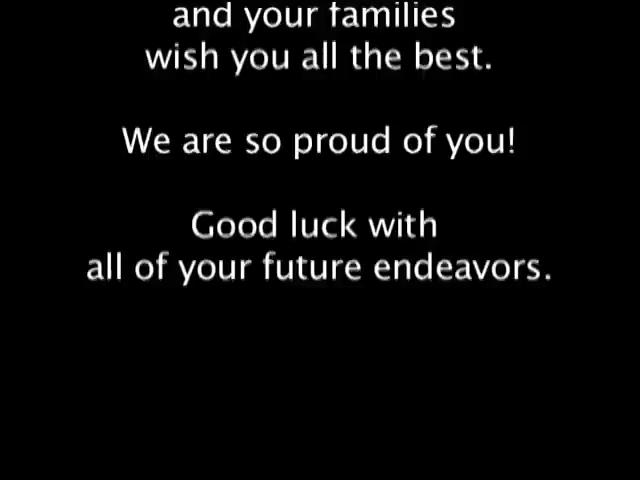 and your families
wish you all the best.
We are so proud of you!
Good luck with
all of your future endeavors.